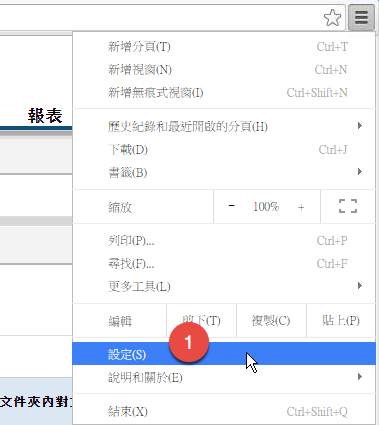 新增分頁(T) Ctrl+T
新增視窗(N) Ctrl+N
新增無痕式視窗(I) Ctrl+Shift+N
報表
歷史紀錄和最近開啟的分頁(H)
下載(D) Ctrl+J
書籤(B)
縮放 - 100% +
列印(P)... Ctrl+P
尋找(F)... Ctrl+F
更多工具(L)
編輯 剪下(T) 複製(C) 貼上(P)
1
設定(S)
說明和關於(E)
文件夾內對
結束(X) Ctrl+Shift+Q